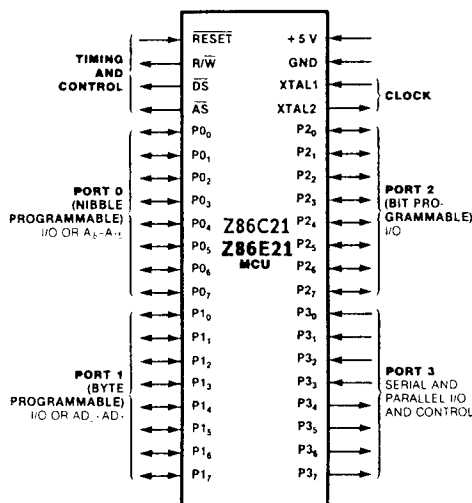 TIMING
AND
CONTROL
RESET
R/W
DS
AS
PORT 0
(NIBBLE
PROGRAMMABLE)
I/O OR
P0₀
P0₁
P0₂
P0₃
P0₄
P0₅
P0₆
P0₇
PORT 1
(BYTE
PROGRAMMABLE)
I/O OR
P1₀
P1₁
P1₂
P1₃
P1₄
P1₅
P1₆
P1₇
Z86C21
Z86E21
MCU
+5 V
GND
XTAL1
XTAL2
CLOCK
P2₀
P2₁
P2₂
P2₃
P2₄
P2₅
P2₆
P2₇
PORT 2
(BIT PRO-
GRAMMABLE)
I/O
P3₀
P3₁
P3₂
P3₃
P3₄
P3₅
P3₆
P3₇
PORT 3
SERIAL AND
PARALLEL I/O
AND CONTROL